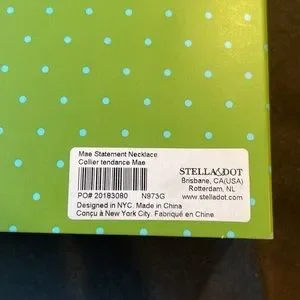 Mae Statement Necklace
Collier tendance Mae
STELLA DOT
Brisbane, CA(USA)
Rotterdam, NL
www.stelladot.com
PO# 20183080 N973G
Designed in NYC. Made in China
Conçu à New York City. Fabriqué en Chine